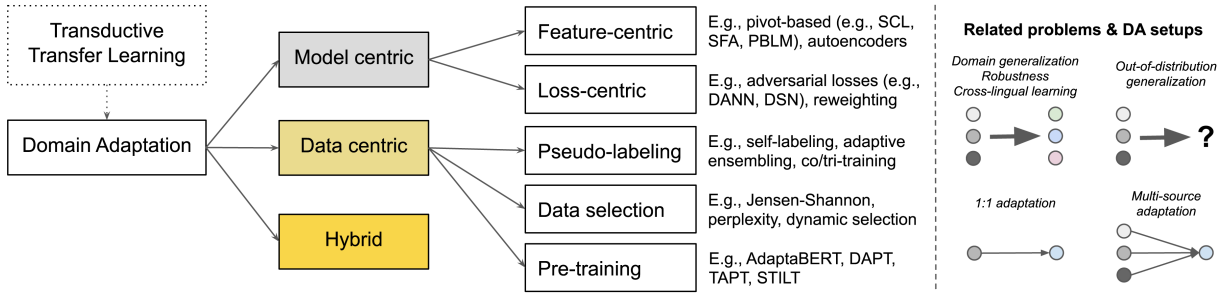 Transductive
Transfer Learning
Domain Adaptation
Model centric
Data centric
Hybrid
Feature-centric
E.g., pivot-based (e.g., SCL,
SFA, PBLM), autoencoders
Loss-centric
E.g., adversarial losses (e.g.,
DANN, DSN), reweighting
Pseudo-labeling
E.g., self-labeling, adaptive
ensembling, co/tri-training
Data selection
E.g., Jensen-Shannon,
perplexity, dynamic selection
Pre-training
E.g., AdaptaBERT, DAPT,
TAPT, STILT
Related problems & DA setups
Domain generalization
Robustness
Cross-lingual learning
Out-of-distribution
generalization
?
1:1 adaptation
Multi-source
adaptation